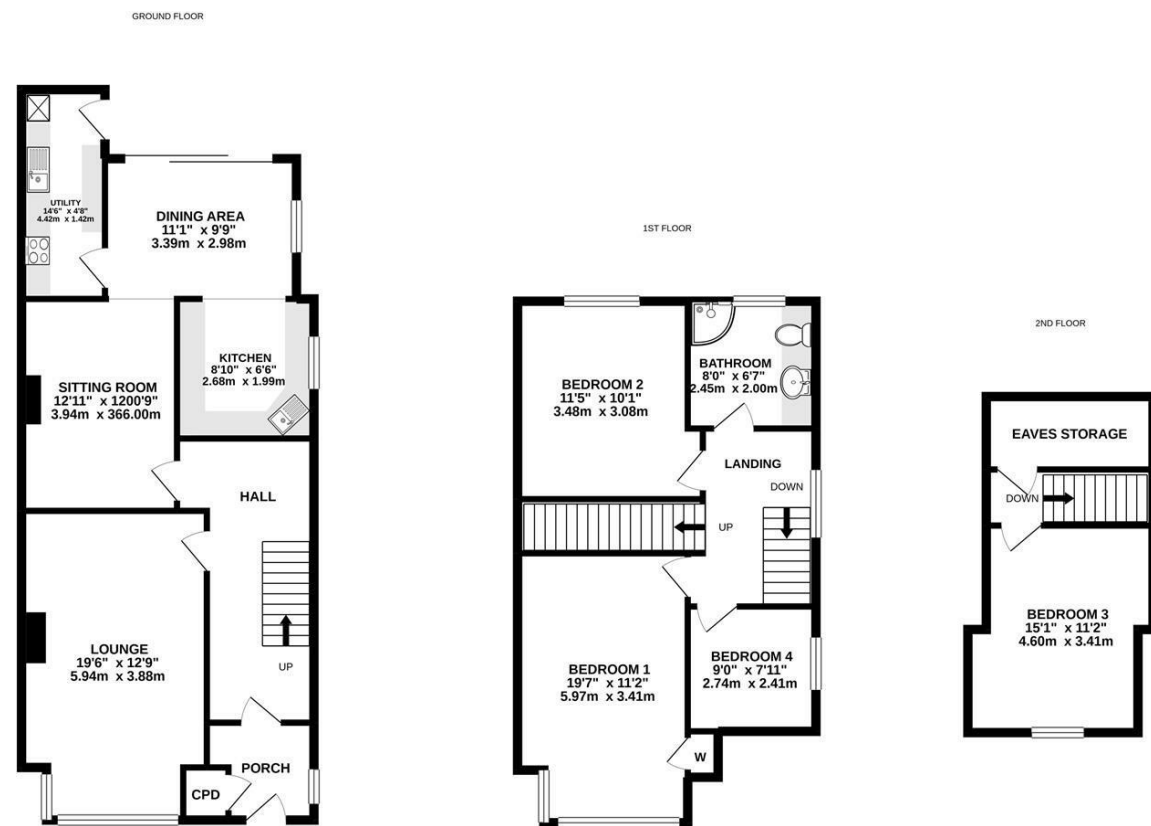 GROUND FLOOR
UTILITY
14'6" x 4'8"
4.42m x 1.42m
DINING AREA
11'1" x 9'9"
3.39m x 2.98m
KITCHEN
8'10" x 6'6"
2.68m x 1.99m
SITTING ROOM
12'11" x 1200'9"
3.94m x 366.00m
HALL
LOUNGE
19'6" x 12'9"
5.94m x 3.88m
UP
PORCH
CPD
1ST FLOOR
BEDROOM 2
11'5" x 10'1"
3.48m x 3.08m
BATHROOM
8'0" x 6'7"
2.45m x 2.00m
LANDING
DOWN
UP
BEDROOM 1
19'7" x 11'2"
5.97m x 3.41m
BEDROOM 4
9'0" x 7'11"
2.74m x 2.41m
W
2ND FLOOR
EAVES STORAGE
DOWN
BEDROOM 3
15'1" x 11'2"
4.60m x 3.41m